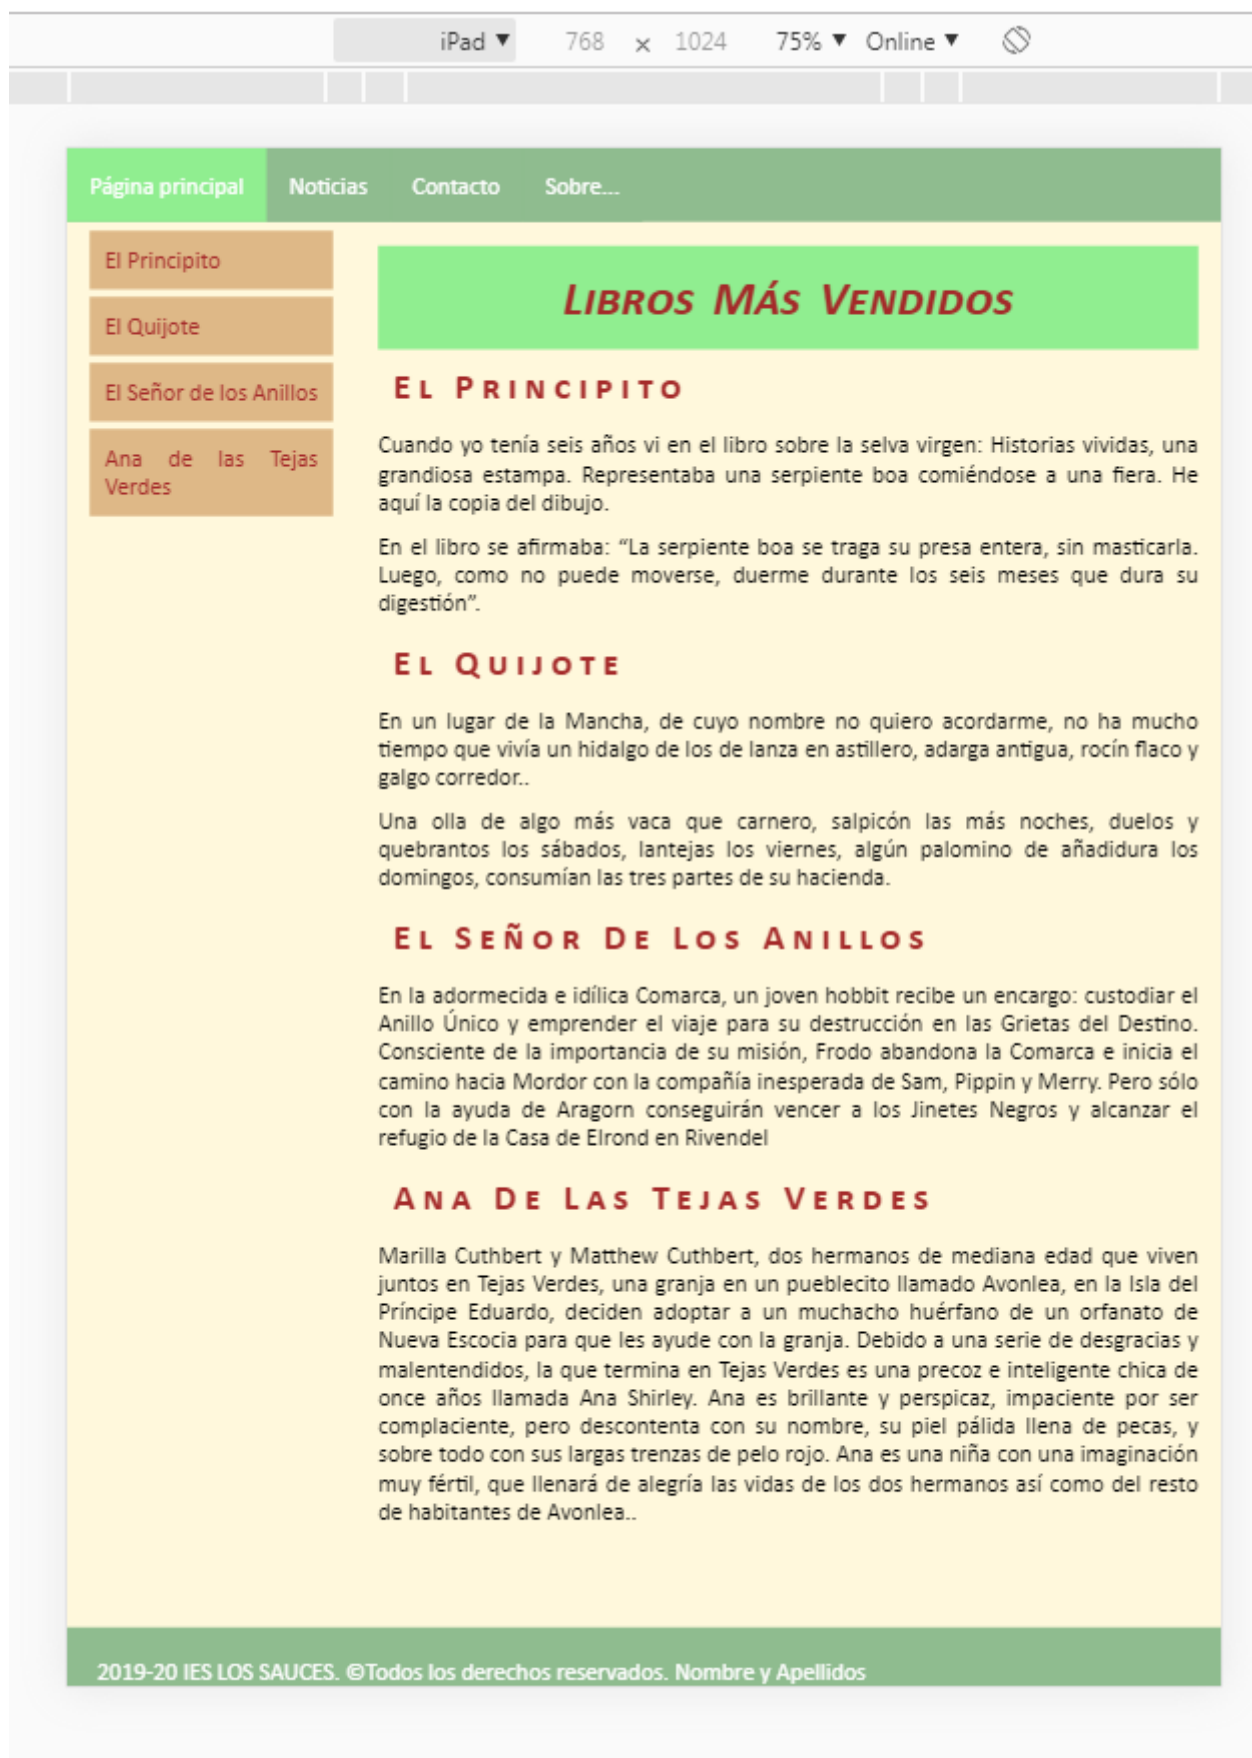 iPad ▼ 768 × 1024 75% ▼ Online ▼
Página principal Noticias Contacto Sobre...
El Principito
El Quijote
El Señor de los Anillos
Ana de las Tejas
Verdes
Libros Más Vendidos
El Principito
Cuando yo tenía seis años vi en el libro sobre la selva virgen: Historias vividas, una
grandiosa estampa. Representaba una serpiente boa comiéndose a una fiera. He
aquí la copia del dibujo.
En el libro se afirmaba: “La serpiente boa se traga su presa entera, sin masticarla.
Luego, como no puede moverse, duerme durante los seis meses que dura su
digestión”.
El Quijote
En un lugar de la Mancha, de cuyo nombre no quiero acordarme, no ha mucho
tiempo que vivía un hidalgo de los de lanza en astillero, adarga antigua, rocín flaco y
galgo corredor..
Una olla de algo más vaca que carnero, salpicón las más noches, duelos y
quebrantos los sábados, lantejas los viernes, algún palomino de añadidura los
domingos, consumían las tres partes de su hacienda.
El Señor De Los Anillos
En la adormecida e idílica Comarca, un joven hobbit recibe un encargo: custodiar el
Anillo Único y emprender el viaje para su destrucción en las Grietas del Destino.
Consciente de la importancia de su misión, Frodo abandona la Comarca e inicia el
camino hacia Mordor con la compañía inesperada de Sam, Pippin y Merry. Pero sólo
con la ayuda de Aragorn conseguirán vencer a los Jinetes Negros y alcanzar el
refugio de la Casa de Elrond en Rivendel
Ana De Las Tejas Verdes
Marilla Cuthbert y Matthew Cuthbert, dos hermanos de mediana edad que viven
juntos en Tejas Verdes, una granja en un pueblecito llamado Avonlea, en la Isla del
Príncipe Eduardo, deciden adoptar a un muchacho huérfano de un orfanato de
Nueva Escocia para que les ayude con la granja. Debido a una serie de desgracias y
malentendidos, la que termina en Tejas Verdes es una precoz e inteligente chica de
once años llamada Ana Shirley. Ana es brillante y perspicaz, impaciente por ser
complaciente, pero descontenta con su nombre, su piel pálida llena de pecas, y
sobre todo con sus largas trenzas de pelo rojo. Ana es una niña con una imaginación
muy fértil, que llenará de alegría las vidas de los dos hermanos así como del resto
de habitantes de Avonlea..
2019-20 IES LOS SAUCES. ©Todos los derechos reservados. Nombre y Apellidos